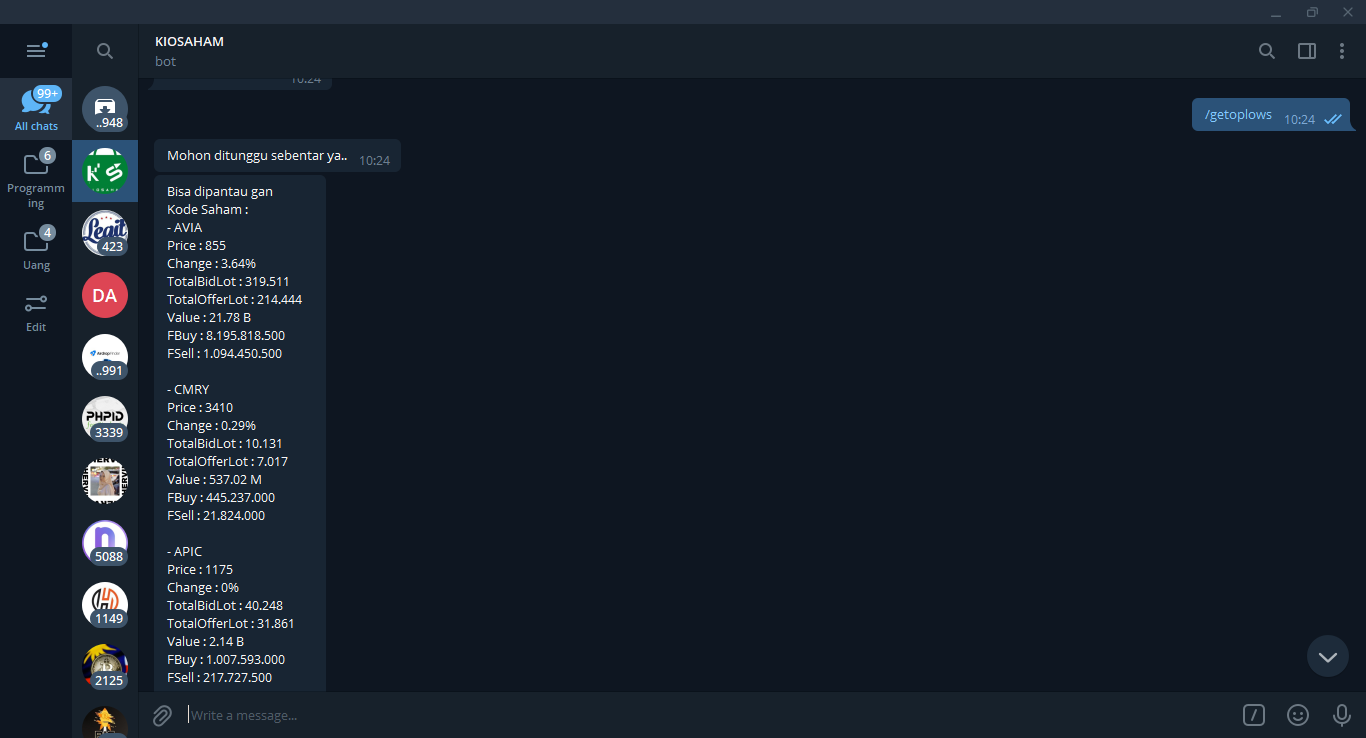 KIOSAHAM
bot
99+
All chats
6
Programm
ing
4
Uang
Edit
..948
K S
423
DA
..991
PHPID
3339
5088
1149
2125
10:24
/getoplows 10:24
Mohon ditunggu sebentar ya.. 10:24
Bisa dipantau gan
Kode Saham :
- AVIA
Price : 855
Change : 3.64%
TotalBidLot : 319.511
TotalOfferLot : 214.444
Value : 21.78 B
FBuy : 8.195.818.500
FSell : 1.094.450.500
- CMRY
Price : 3410
Change : 0.29%
TotalBidLot : 10.131
TotalOfferLot : 7.017
Value : 537.02 M
FBuy : 445.237.000
FSell : 21.824.000
- APIC
Price : 1175
Change : 0%
TotalBidLot : 40.248
TotalOfferLot : 31.861
Value : 2.14 B
FBuy : 1.007.593.000
FSell : 217.727.500
Write a message...